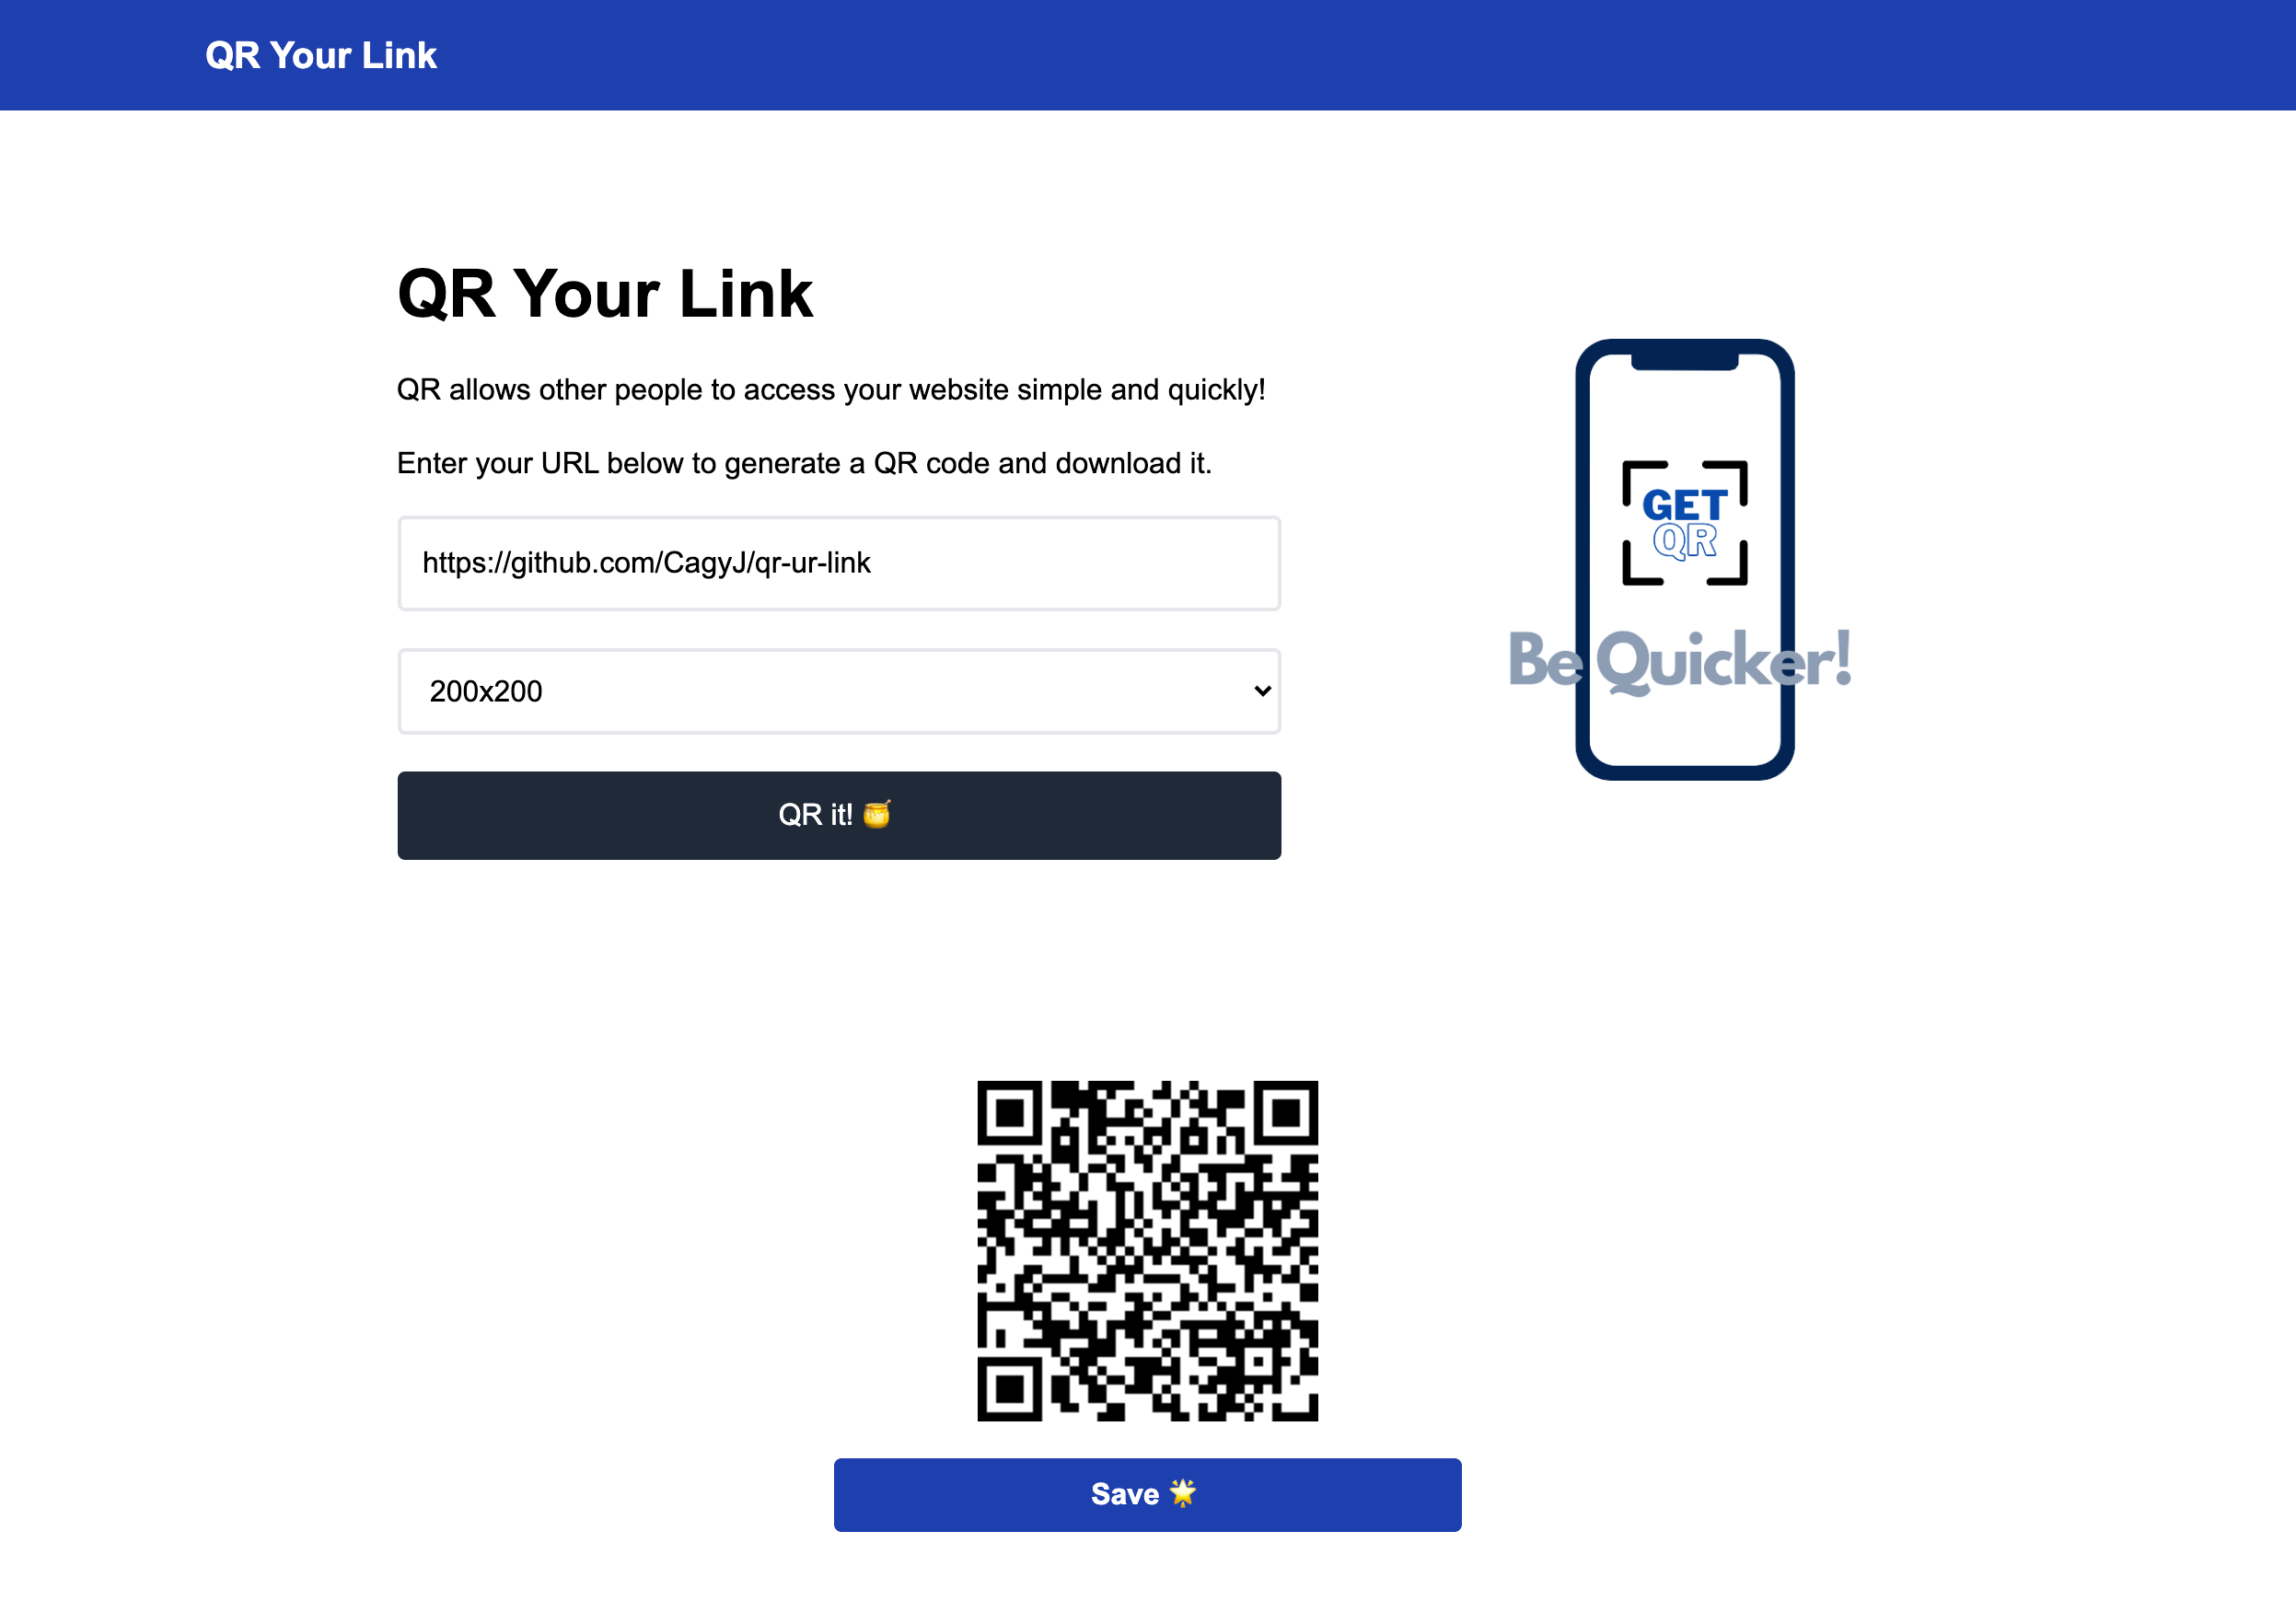 QR Your Link
QR Your Link
QR allows other people to access your website simple and quickly!
Enter your URL below to generate a QR code and download it.
https://github.com/CagyJ/qr-ur-link
200x200
QR it! 🍯
GET
QR
Be Quicker!
Save 🌟